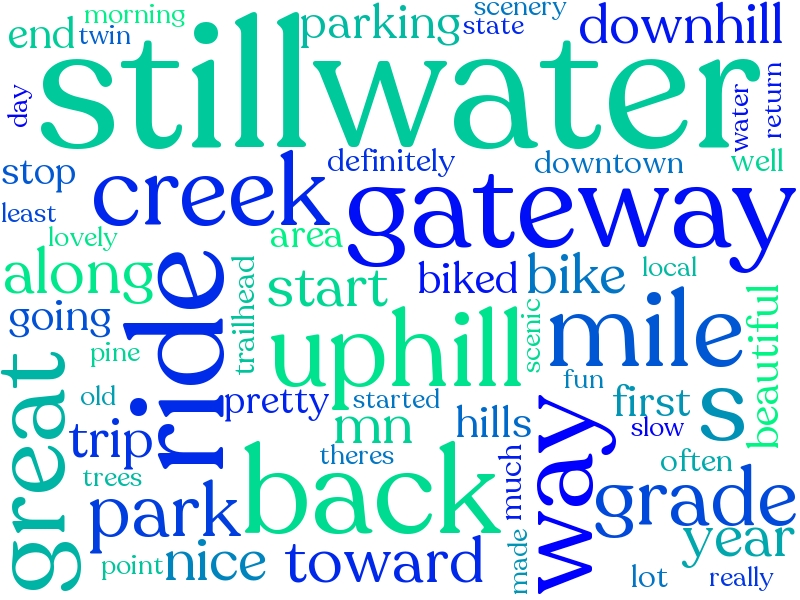 morning
scenery
end
twin
parking
state
downhill
stillwater
day
water
return
stop
creek
definitely
downtown
well
least
gateway
lovely
area
along
trailhead
start
biked
bike
local
going
ride
uphill
scenic
mile
beautiful
pine
great
old
pretty
started
fun
first
s
trip
mn
hills
way
slow
trees
theres
often
park
back
much
grade
year
point
nice
toward
made
lot
really